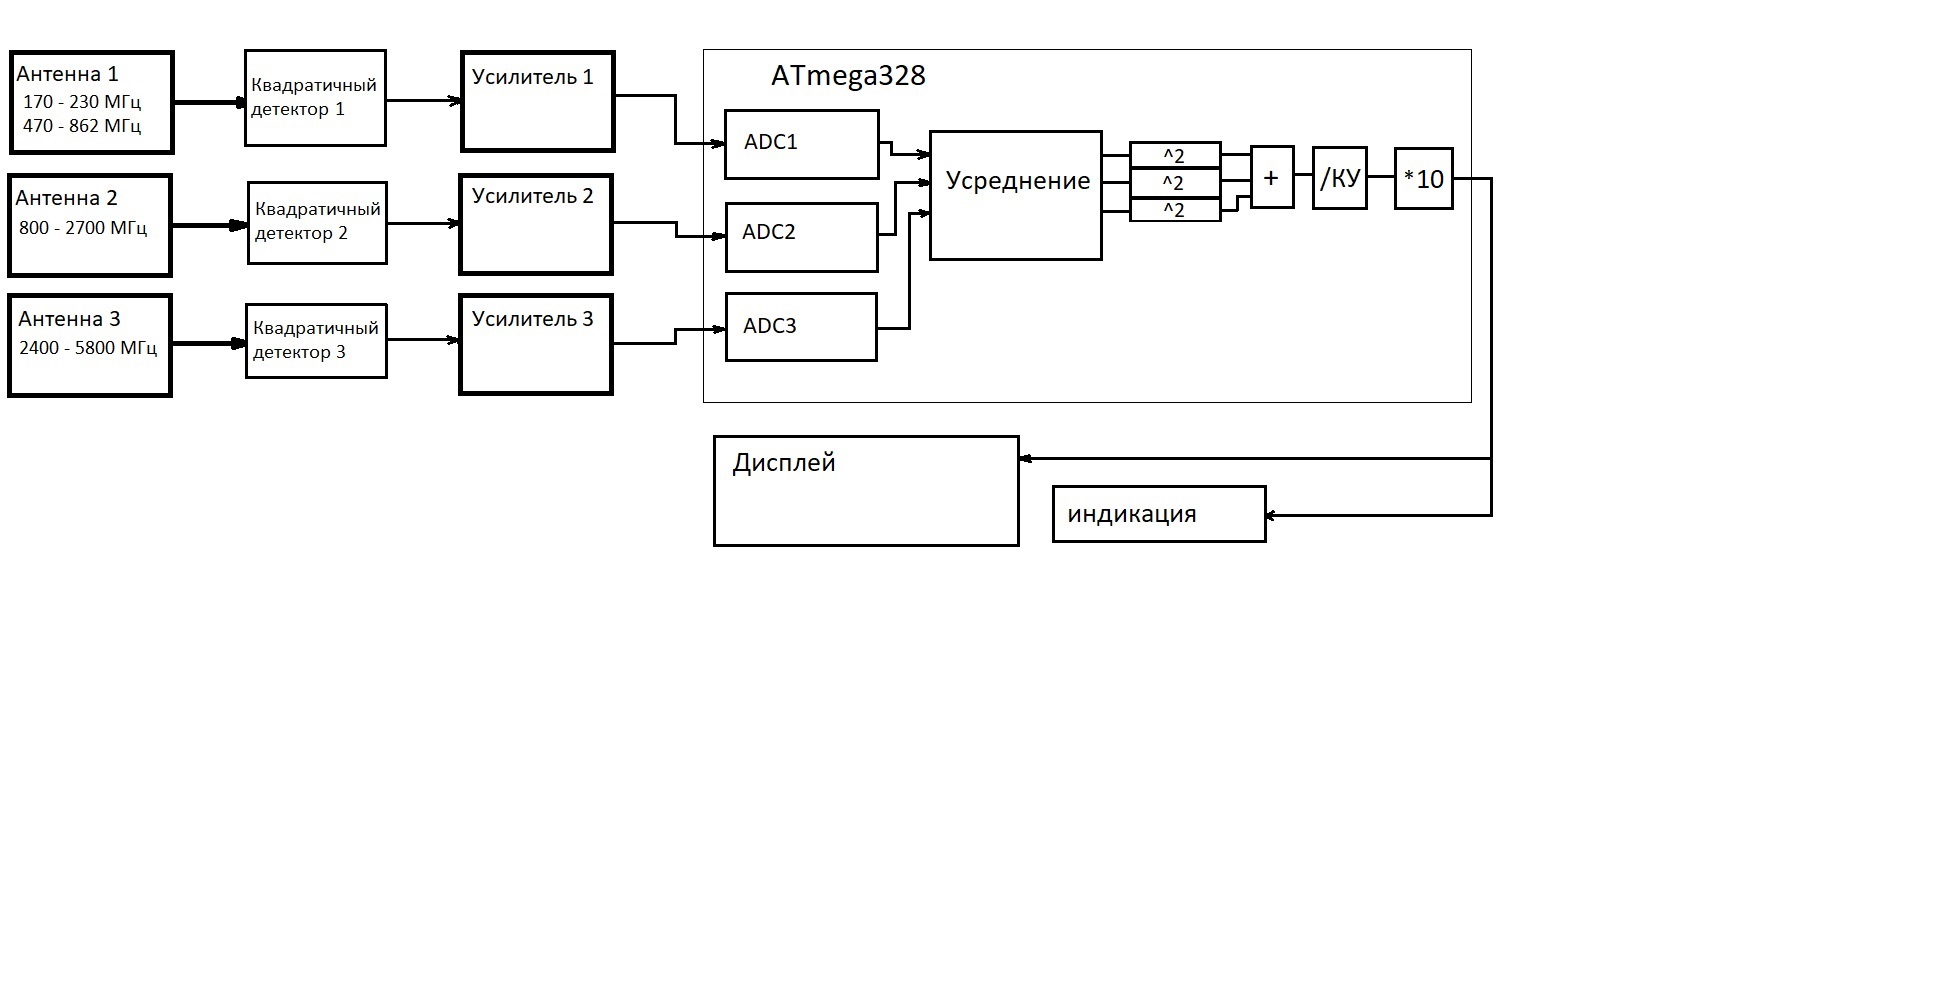 Антенна 1
170 - 230 МГц
470 - 862 МГц
Квадратичный
детектор 1
Усилитель 1
Антенна 2
800 - 2700 МГц
Квадратичный
детектор 2
Усилитель 2
Антенна 3
2400 - 5800 МГц
Квадратичный
детектор 3
Усилитель 3
ATmega328
ADC1
ADC2
ADC3
Усреднение
^2
^2
^2
+
/КУ
*10
Дисплей
индикация